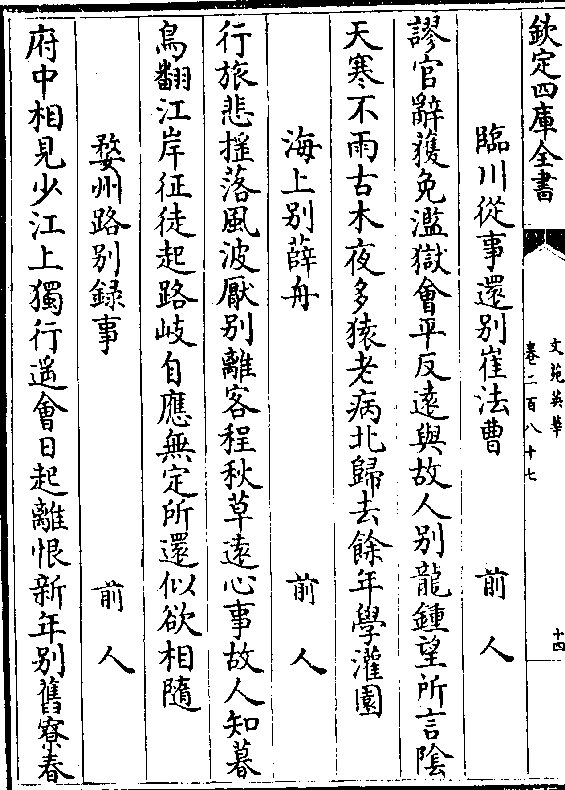 欽定四庫全書
文苑英華
卷二百八十七
十四
臨川從事還别崔法曹 前人
謬官辭獲免濫獄會平反遠與故人别龍鍾望所言陰
天寒不雨古木夜多猿老病北歸去餘年學灌園
海上别薛舟 前人
行旅悲揺落風波厭别離客程秋草遠心事故人知暮
鳥翻江岸征徒起路岐自應無定所還似欲相隨
婺州路别録事 前人
府中相見少江上獨行遥會日起離恨新年别舊寮春